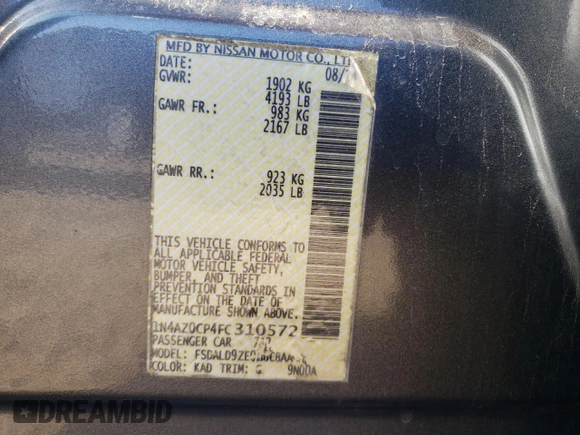 MFD BY NISSAN MOTOR CO., LT
DATE: 08/
GVWR: 1902 KG
4193 LB
GAWR FR.: 983 KG
2167 LB
GAWR RR.: 923 KG
2035 LB
THIS VEHICLE CONFORMS TO
ALL APPLICABLE FEDERAL
MOTOR VEHICLE SAFETY,
BUMPER, AND THEFT
PREVENTION STANDARDS IN
EFFECT ON THE DATE OF
MANUFACTURE SHOWN ABOVE.
1N4AZ0CP4FC310572
PASSENGER CAR
MODEL:
COLOR: KAD TRIM: G 9N00A
DREAMBID